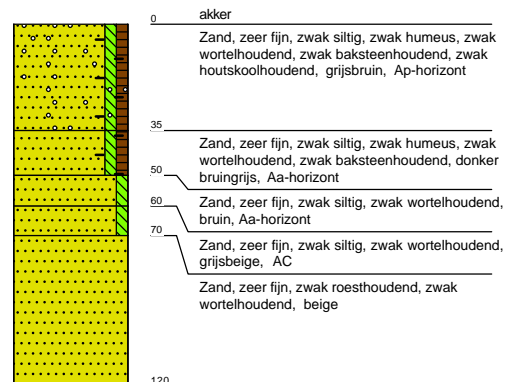 0 akker
Zand, zeer fijn, zwak siltig, zwak humeus, zwak
wortelhoudend, zwak baksteenhoudend, zwak
houtskoolhoudend, grijsbruin, Ap-horizont
35
Zand, zeer fijn, zwak siltig, zwak humeus, zwak
wortelhoudend, zwak baksteenhoudend, donker
bruingrijs, Aa-horizont
50
Zand, zeer fijn, zwak siltig, zwak wortelhoudend,
bruin, Aa-horizont
60
Zand, zeer fijn, zwak siltig, zwak wortelhoudend,
grijsbeige, AC
70
Zand, zeer fijn, zwak roesthoudend, zwak
wortelhoudend, beige
120